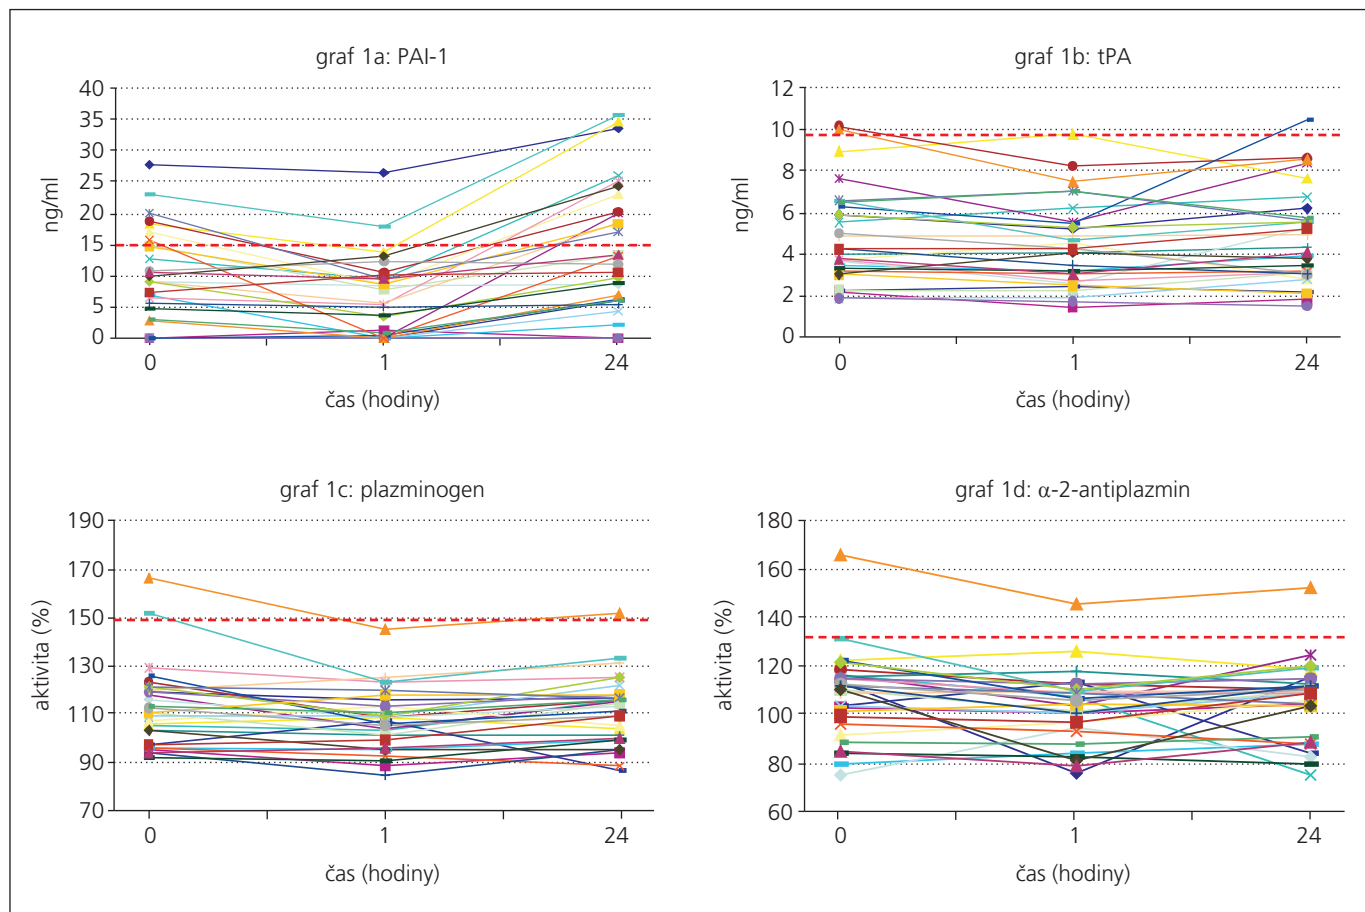 graf 1a: PAI-1
40
35
30
25
20
15
10
5
0
ng/ml
0 1 24
čas (hodiny)
graf 1b: tPA
12
10
8
6
4
2
0
ng/ml
0 1 24
čas (hodiny)
graf 1c: plazminogen
190
170
150
130
110
90
70
aktivita (%)
0 1 24
čas (hodiny)
graf 1d: α-2-antiplazmin
180
160
140
120
100
80
60
aktivita (%)
0 1 24
čas (hodiny)